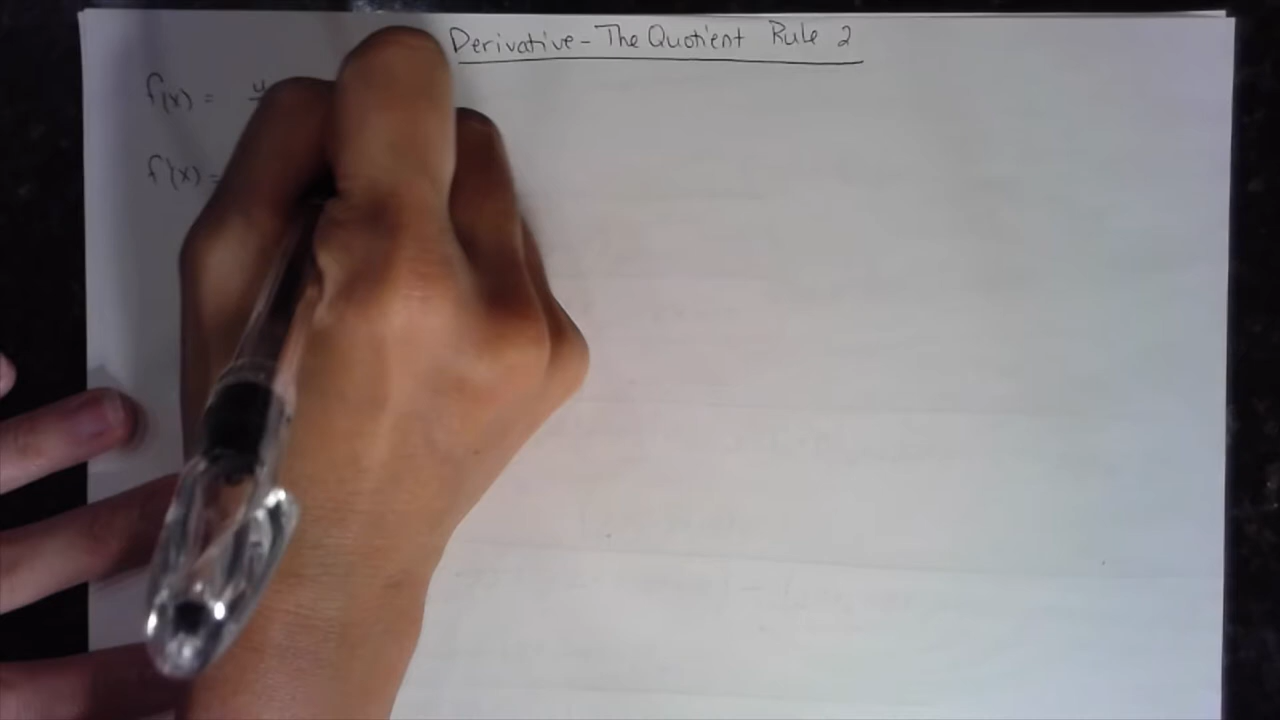 Derivative - The Quotient Rule 2
f(x) = u
f'(x) =